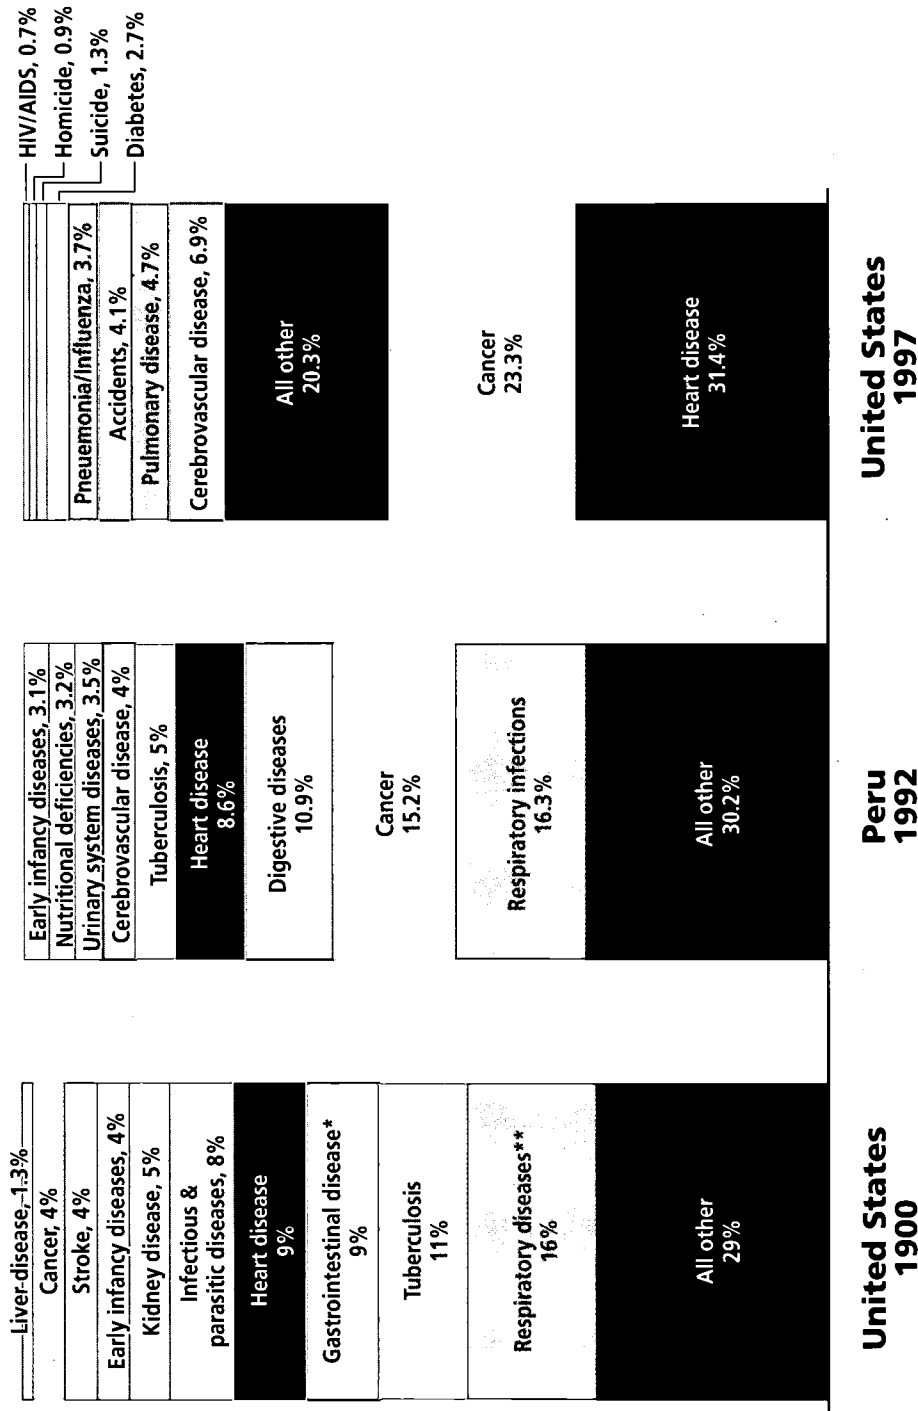 Liver disease, 1.3%
Cancer, 4%
Stroke, 4%
Early infancy diseases, 4%
Kidney disease, 5%
Infectious &
parasitic diseases, 8%
Heart disease
9%
Gastrointestinal disease*
9%
Tuberculosis
11%
Respiratory diseases**
16%
All other
29%
United States
1900
Early infancy diseases, 3.1%
Nutritional deficiencies, 3.2%
Urinary system diseases, 3.5%
Cerebrovascular disease, 4%
Tuberculosis, 5%
Heart disease
8.6%
Digestive diseases
10.9%
Cancer
15.2%
Respiratory infections
16.3%
All other
30.2%
Peru
1992
HIV/AIDS, 0.7%
Homicide, 0.9%
Suicide, 1.3%
Diabetes, 2.7%
Pneuemonia/Influenza, 3.7%
Accidents, 4.1%
Pulmonary disease, 4.7%
Cerebrovascular disease, 6.9%
All other
20.3%
Cancer
23.3%
Heart disease
31.4%
United States
1997